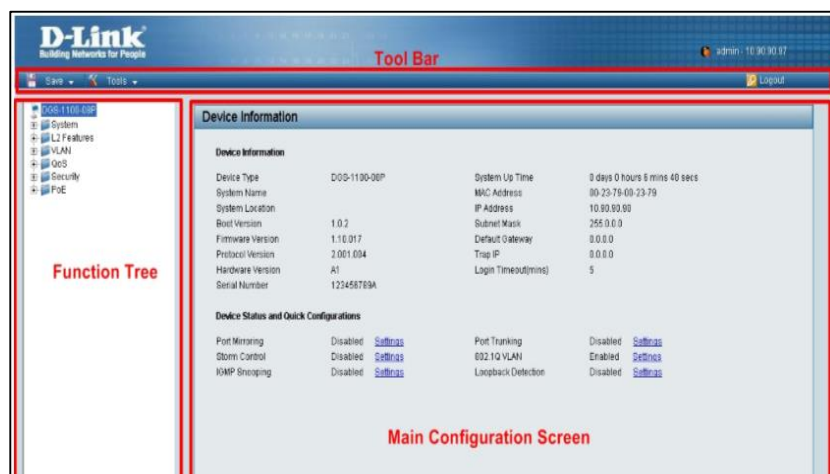 D-Link
Building Networks for People
Tool Bar
admin - 10.90.90.97
Save
Tools
Logout
DGS-1100-08P
System
L2 Features
VLAN
QoS
Security
PoE
Function Tree
Device Information
Device Information
Device Type DGS-1100-08P System Up Time 0 days 0 hours 6 mins 48 secs
System Name MAC Address 00-23-79-00-23-79
System Location IP Address 10.90.90.90
Boot Version 1.0.2 Subnet Mask 255.0.0.0
Firmware Version 1.10.017 Default Gateway 0.0.0.0
Protocol Version 2.001.004 Trap IP 0.0.0.0
Hardware Version A1 Login Timeout(mins) 5
Serial Number 123456789A
Device Status and Quick Configurations
Port Mirroring Disabled Settings Port Trunking Disabled Settings
Storm Control Disabled Settings 802.1Q VLAN Enabled Settings
IGMP Snooping Disabled Settings Loopback Detection Disabled Settings
Main Configuration Screen